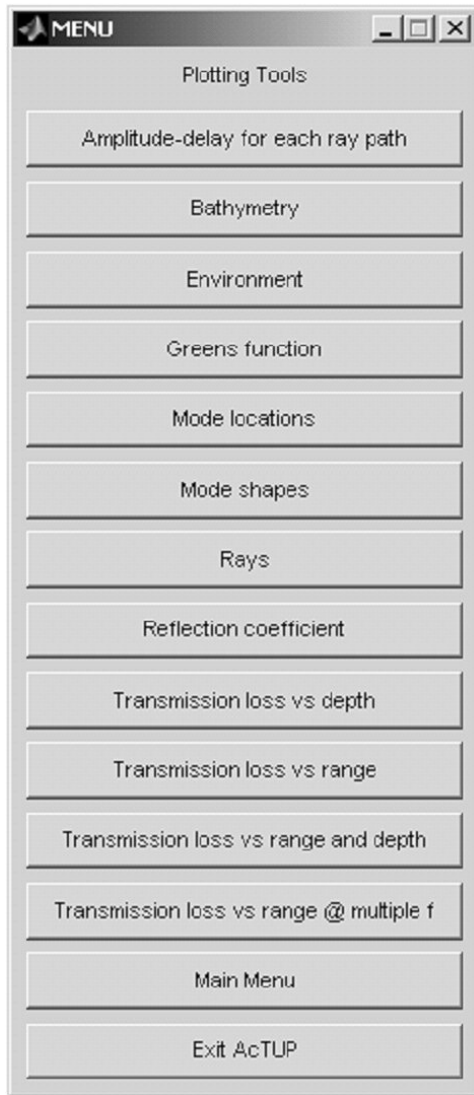 MENU
Plotting Tools
Amplitude-delay for each ray path
Bathymetry
Environment
Greens function
Mode locations
Mode shapes
Rays
Reflection coefficient
Transmission loss vs depth
Transmission loss vs range
Transmission loss vs range and depth
Transmission loss vs range @ multiple f
Main Menu
Exit AcTUP